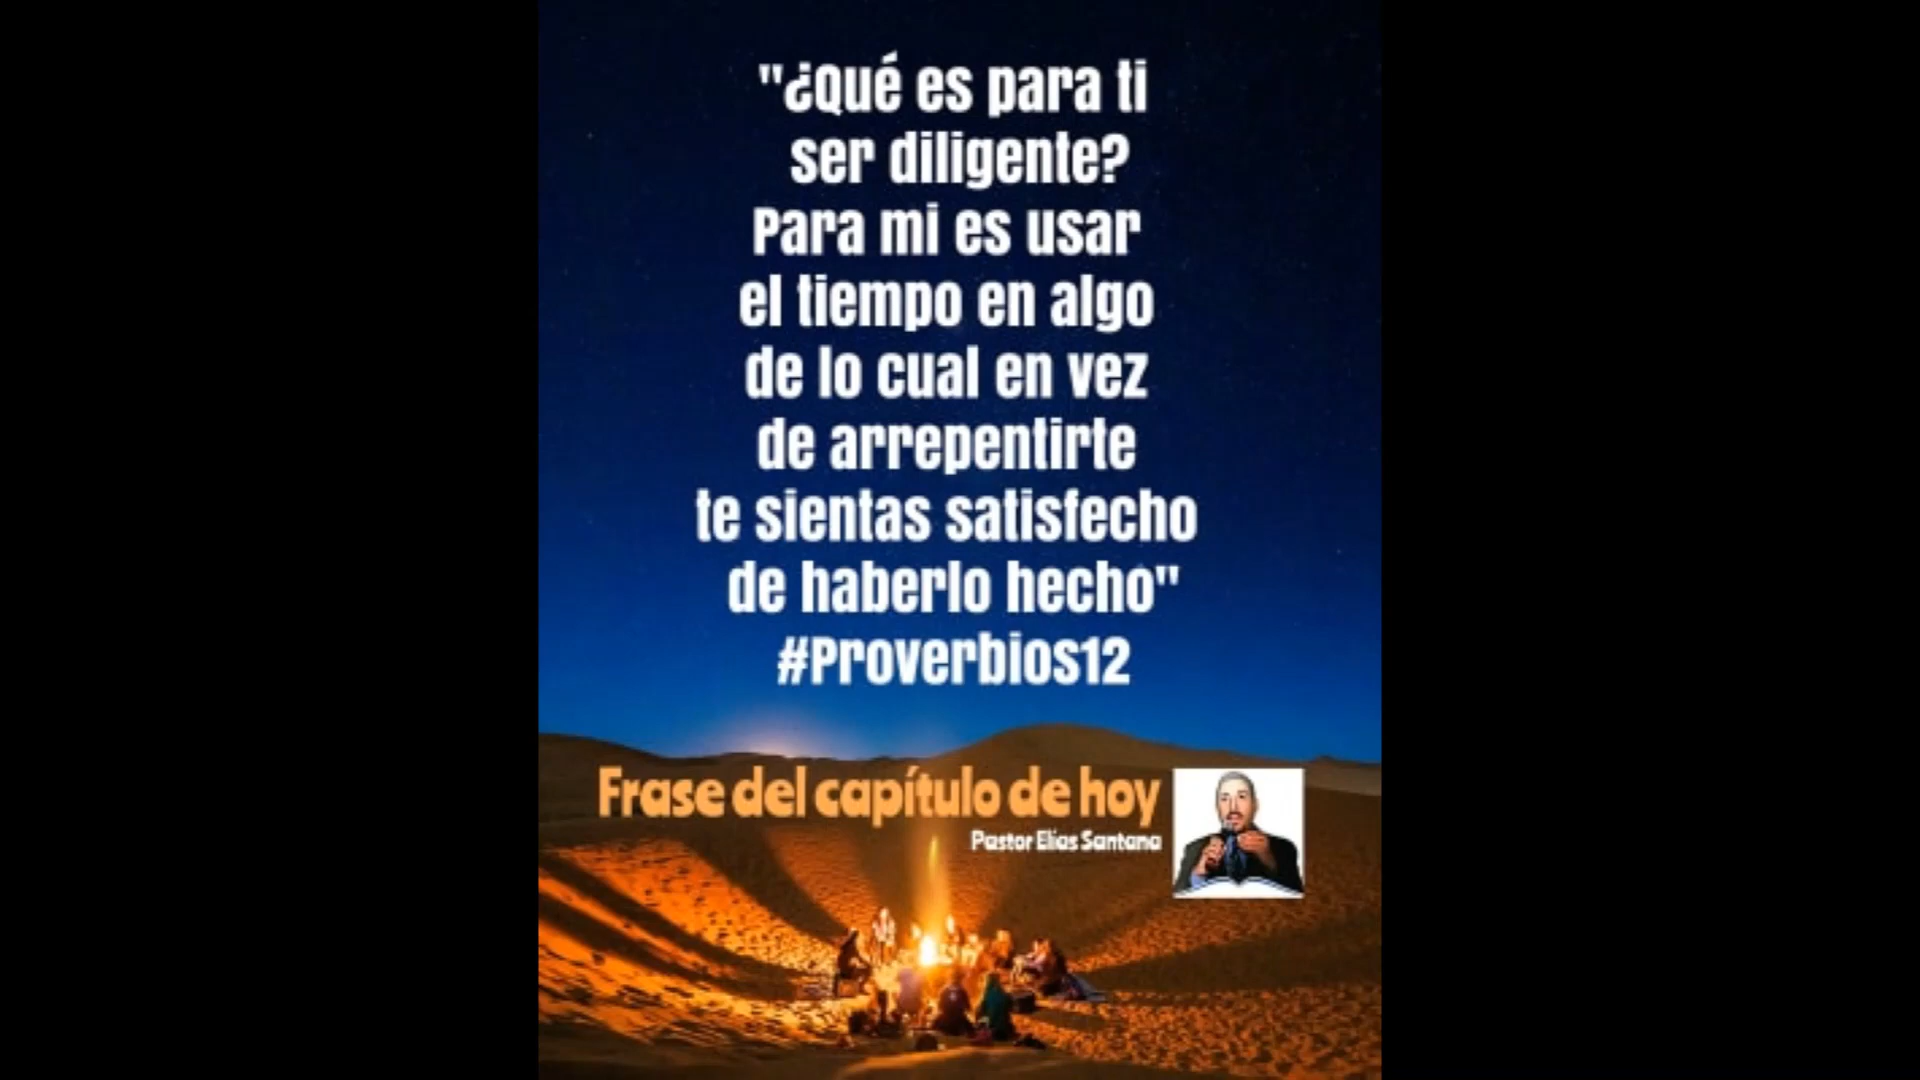 "¿Qué es para ti
ser diligente?
Para mi es usar
el tiempo en algo
de lo cual en vez
de arrepentirte
te sientas satisfecho
de haberlo hecho"
#Proverbios12
Frase del capítulo de hoy
Pastor Elías Santana